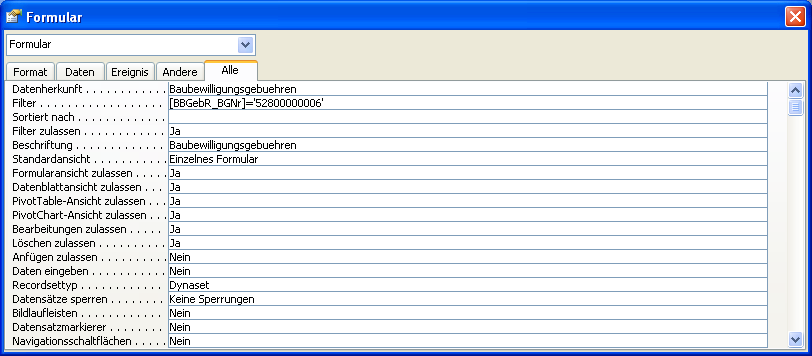 Formular
Formular
Format Daten Ereignis Andere Alle
Datenherkunft . . . . . . . . . . . . Baubewilligungsgebuehren
Filter . . . . . . . . . . . . . . . . . . [BBGebR_BGNr]='52800000006'
Sortiert nach . . . . . . . . . . . . .
Filter zulassen . . . . . . . . . . . . Ja
Beschriftung . . . . . . . . . . . . . Baubewilligungsgebuehren
Standardansicht . . . . . . . . . . Einzelnes Formular
Formularansicht zulassen . . . . . Ja
Datenblattansicht zulassen . . . Ja
PivotTable-Ansicht zulassen . . . Ja
PivotChart-Ansicht zulassen . . . Ja
Bearbeitungen zulassen . . . . . Ja
Löschen zulassen . . . . . . . . . . Ja
Anfügen zulassen . . . . . . . . . . Nein
Daten eingeben . . . . . . . . . . . Nein
Recordsettyp . . . . . . . . . . . . . Dynaset
Datensätze sperren . . . . . . . . Keine Sperrungen
Bildlaufleisten . . . . . . . . . . . . Nein
Datensatzmarkierer . . . . . . . . Nein
Navigationsschaltflächen . . . . . Nein